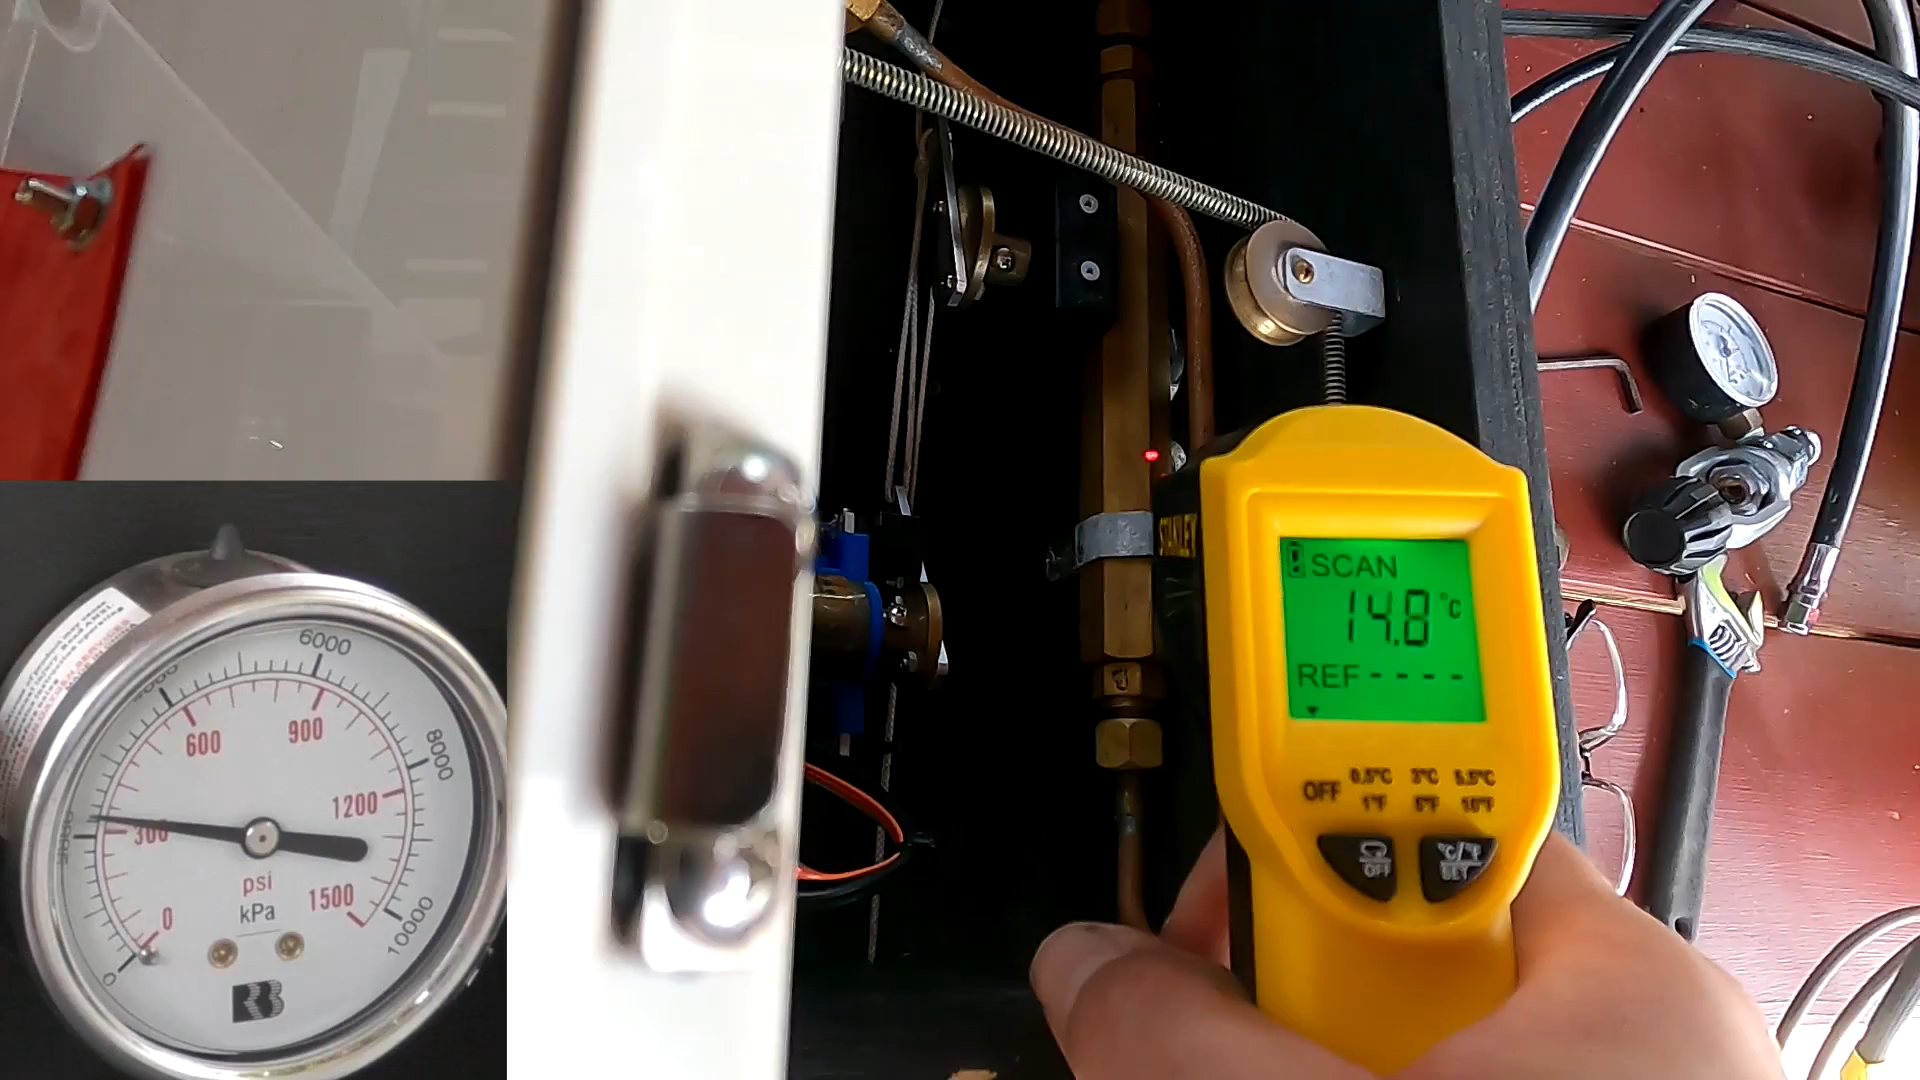 6000
8000
10000
0
300
600
900
1200
1500
0
psi
kPa
RB
STANLEY
SCAN
14.8 °C
REF - - - -
OFF 0.5°C 3°C 5.5°C
1°F 5°F 10°F
OFF
°C/°F
SET